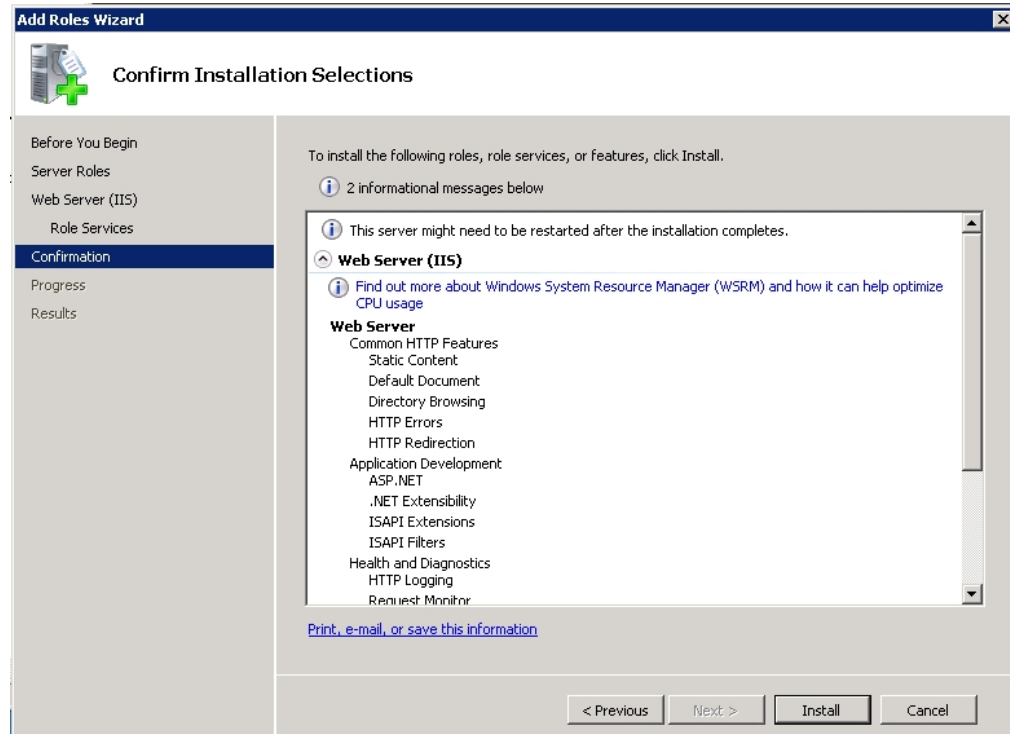 Add Roles Wizard
Confirm Installation Selections
Before You Begin
Server Roles
Web Server (IIS)
Role Services
Confirmation
Progress
Results
To install the following roles, role services, or features, click Install.
2 informational messages below
This server might need to be restarted after the installation completes.
Web Server (IIS)
Find out more about Windows System Resource Manager (WSRM) and how it can help optimize
CPU usage
Web Server
Common HTTP Features
Static Content
Default Document
Directory Browsing
HTTP Errors
HTTP Redirection
Application Development
ASP.NET
.NET Extensibility
ISAPI Extensions
ISAPI Filters
Health and Diagnostics
HTTP Logging
Request Monitor
Print, e-mail, or save this information
< Previous
Next >
Install
Cancel